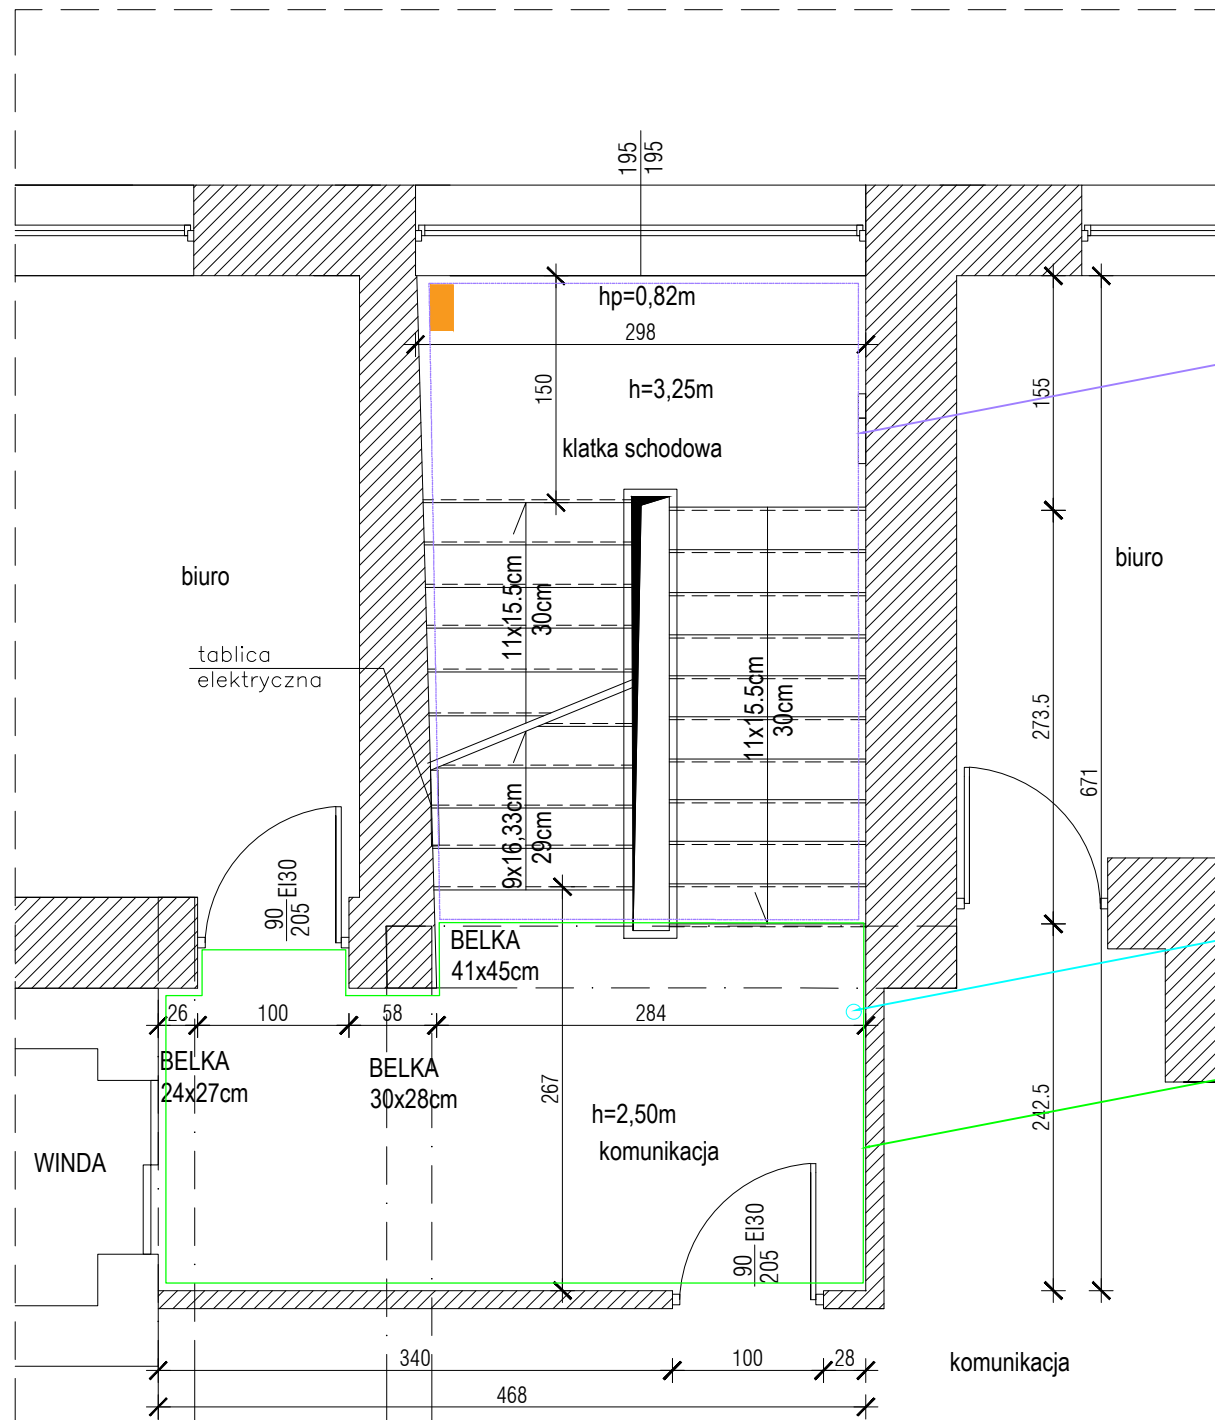 195
195
hp=0,82m
298
h=3,25m
150
155
klatka schodowa
biuro
biuro
11x15.5cm
30cm
tablica
elektryczna
11x15.5cm
30cm
273.5
671
9x16,33cm
29cm
90
205
EI30
BELKA
41x45cm
26
100
58
284
BELKA
24x27cm
BELKA
30x28cm
267
h=2,50m
242.5
komunikacja
WINDA
90
205
EI30
340
100
28
komunikacja
468